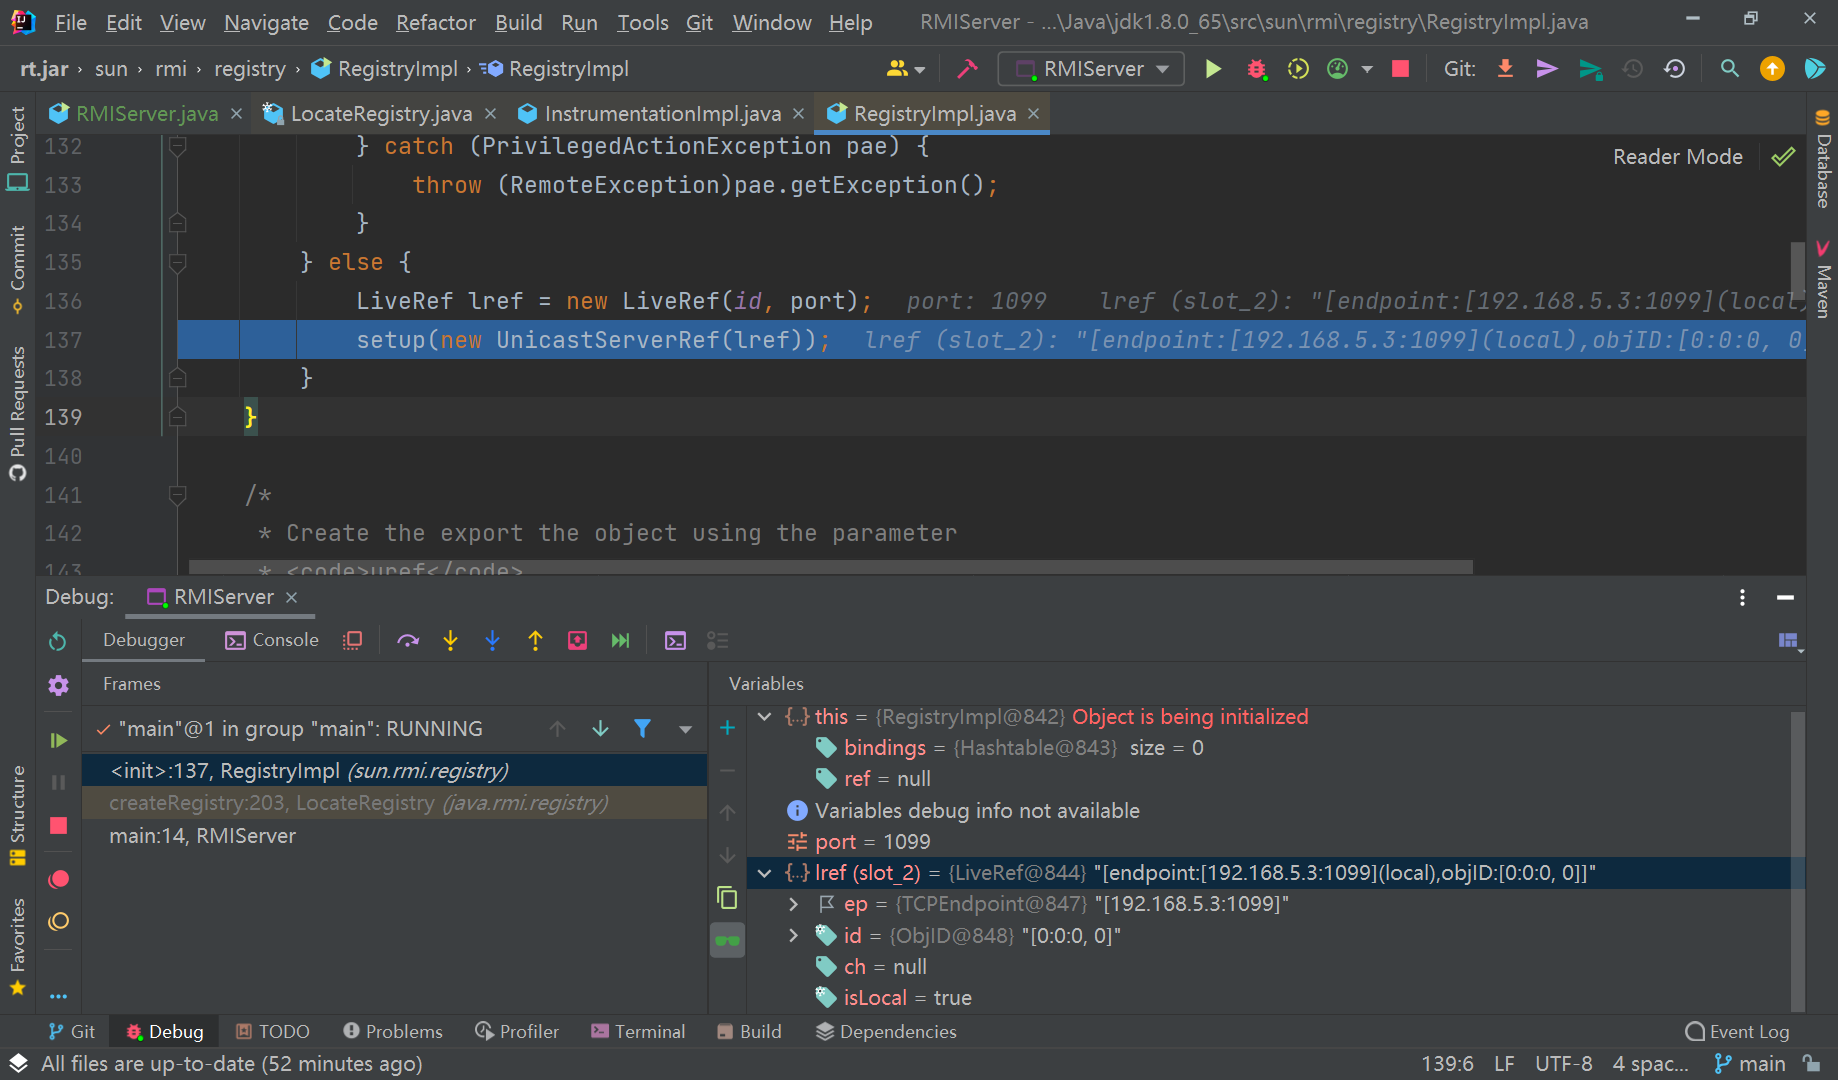 File Edit View Navigate Code Refactor Build Run Tools Git Window Help RMIServer - ...\Java\jdk1.8.0_65\src\sun\rmi\registry\RegistryImpl.java
rt.jar › sun › rmi › registry › RegistryImpl › RegistryImpl RMIServer Git:
RMIServer.java LocateRegistry.java InstrumentationImpl.java RegistryImpl.java
Project
Commit
Pull Requests
Structure
Favorites
Database
Maven
Reader Mode
132 } catch (PrivilegedActionException pae) {
133 throw (RemoteException)pae.getException();
134 }
135 } else {
136 LiveRef lref = new LiveRef(id, port); port: 1099 lref (slot_2): "[endpoint:[192.168.5.3:1099](local)
137 setup(new UnicastServerRef(lref)); lref (slot_2): "[endpoint:[192.168.5.3:1099](local),objID:[0:0:0, 0]
138 }
139 }
140
141 /*
142 * Create the export the object using the parameter
143 * <code>uref</code>
Debug: RMIServer
Debugger Console
Frames
"main"@1 in group "main": RUNNING
<init>:137, RegistryImpl (sun.rmi.registry)
createRegistry:203, LocateRegistry (java.rmi.registry)
main:14, RMIServer
Variables
this = {RegistryImpl@842} Object is being initialized
bindings = {Hashtable@843} size = 0
ref = null
Variables debug info not available
port = 1099
lref (slot_2) = {LiveRef@844} "[endpoint:[192.168.5.3:1099](local),objID:[0:0:0, 0]]"
ep = {TCPEndpoint@847} "[192.168.5.3:1099]"
id = {ObjID@848} "[0:0:0, 0]"
ch = null
isLocal = true
Git Debug TODO Problems Profiler Terminal Build Dependencies Event Log
All files are up-to-date (52 minutes ago) 139:6 LF UTF-8 4 spac... main